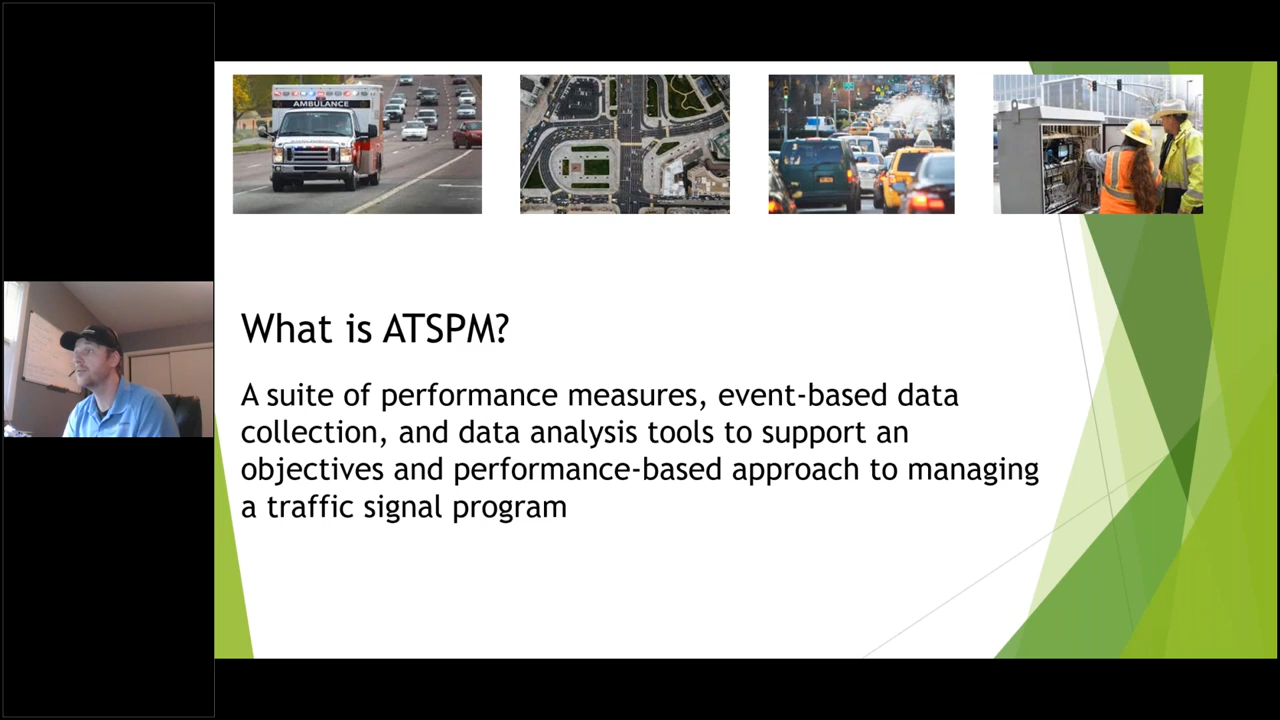 AMBULANCE
What is ATSPM?
A suite of performance measures, event-based data
collection, and data analysis tools to support an
objectives and performance-based approach to managing
a traffic signal program